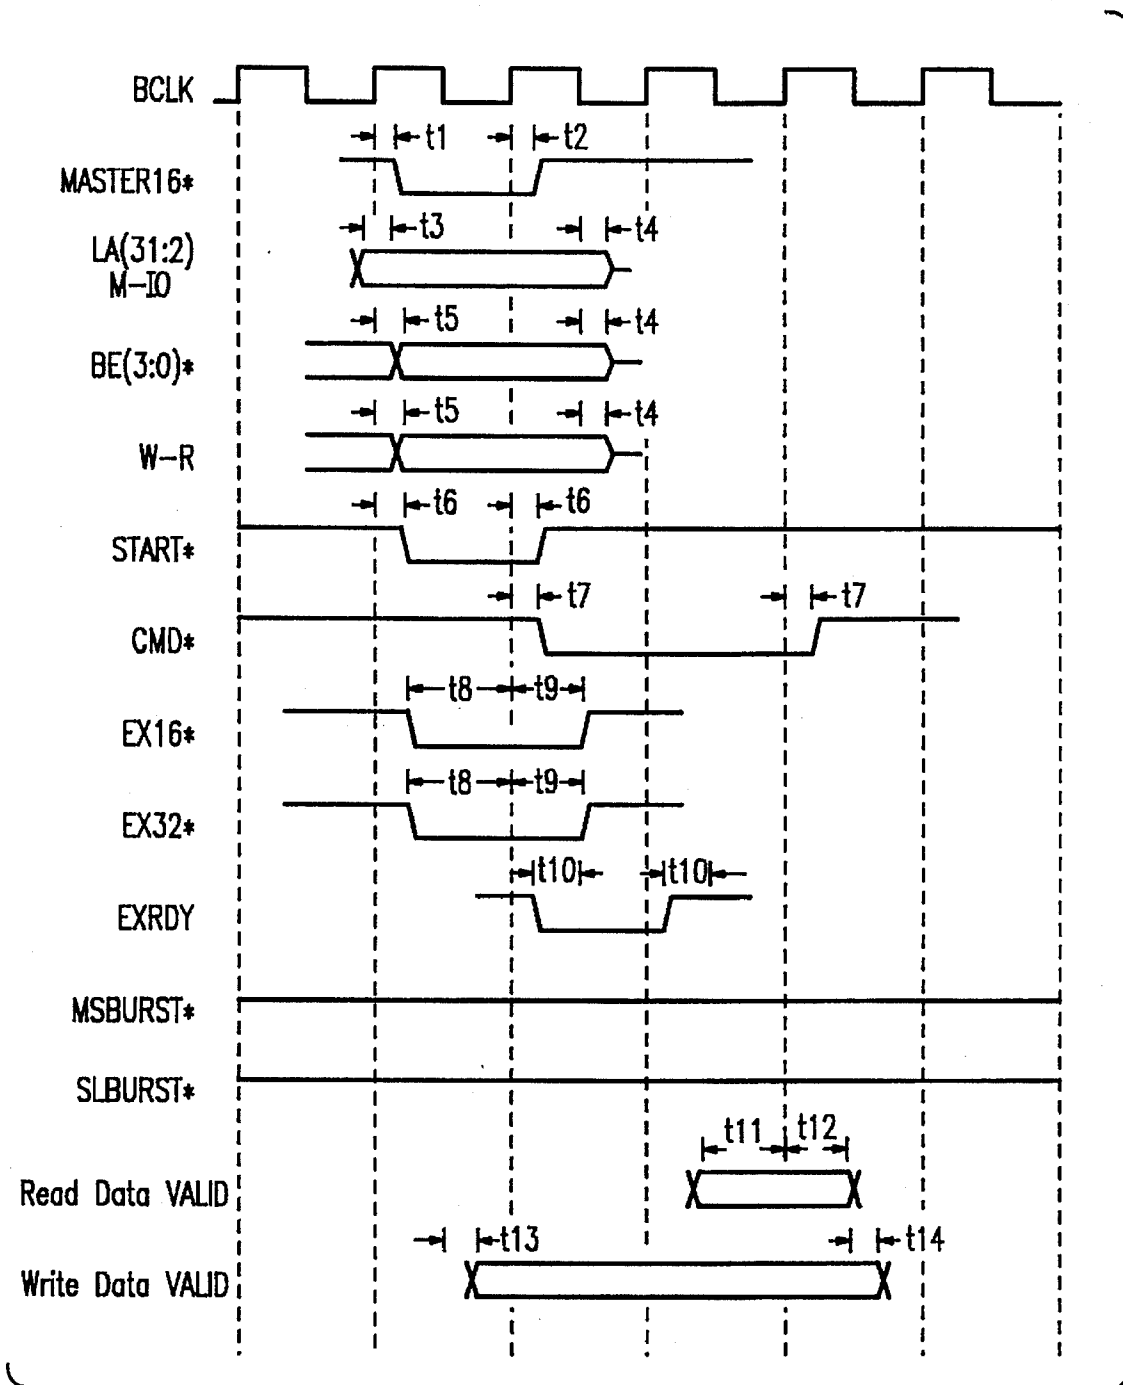 BCLK
t1 t2
MASTER16*
t3 t4
LA(31:2)
M-IO
t5 t4
BE(3:0)*
t5 t4
W-R
t6 t6
START*
t7 t7
CMD*
t8 t9
EX16*
t8 t9
EX32*
t10 t10
EXRDY
MSBURST*
SLBURST*
t11 t12
Read Data VALID
t13 t14
Write Data VALID